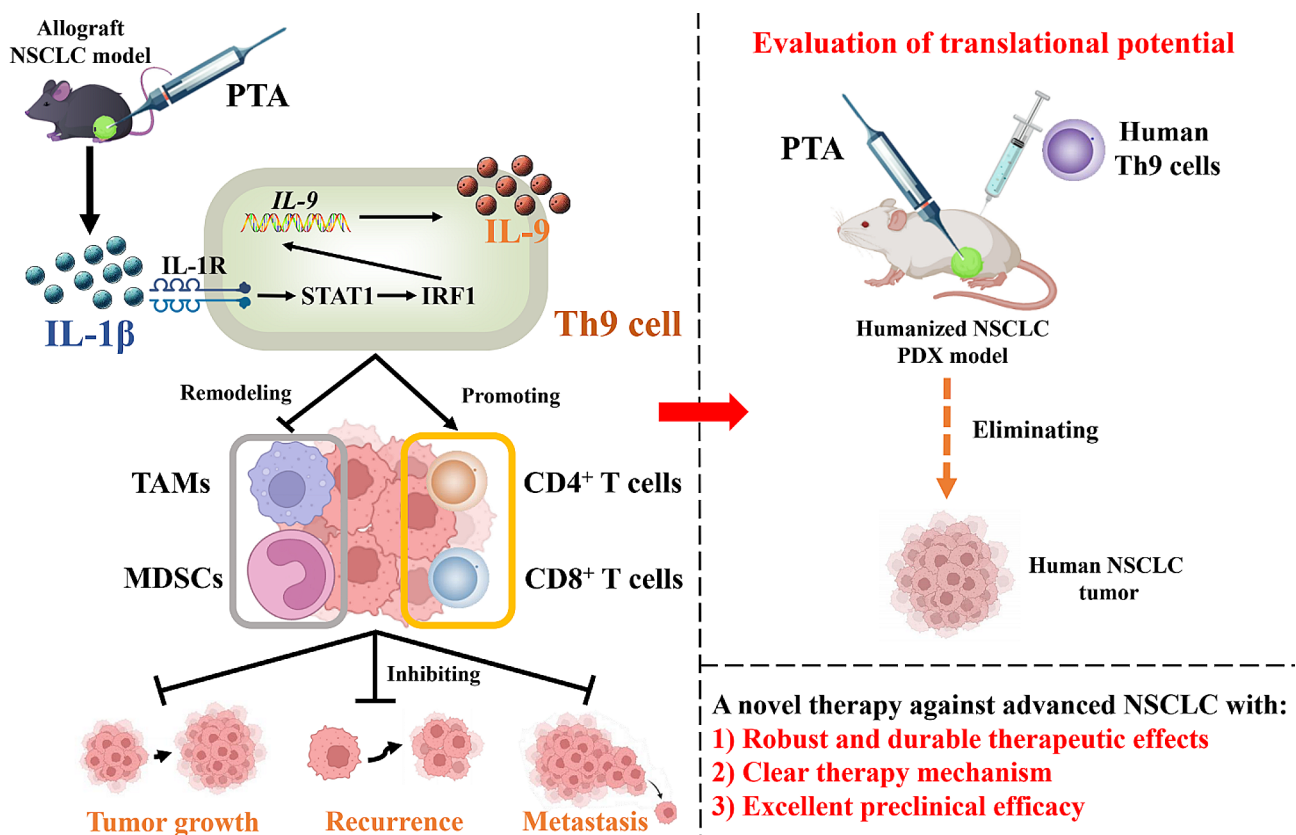 Allograft
NSCLC model
PTA
IL-9
IL-9
IL-1R
STAT1
IRF1
IL-1β
Th9 cell
Remodeling
Promoting
TAMs
CD4⁺ T cells
MDSCs
CD8⁺ T cells
Inhibiting
Tumor growth
Recurrence
Metastasis
Evaluation of translational potential
PTA
Human
Th9 cells
Humanized NSCLC
PDX model
Eliminating
Human NSCLC
tumor
A novel therapy against advanced NSCLC with:
1) Robust and durable therapeutic effects
2) Clear therapy mechanism
3) Excellent preclinical efficacy